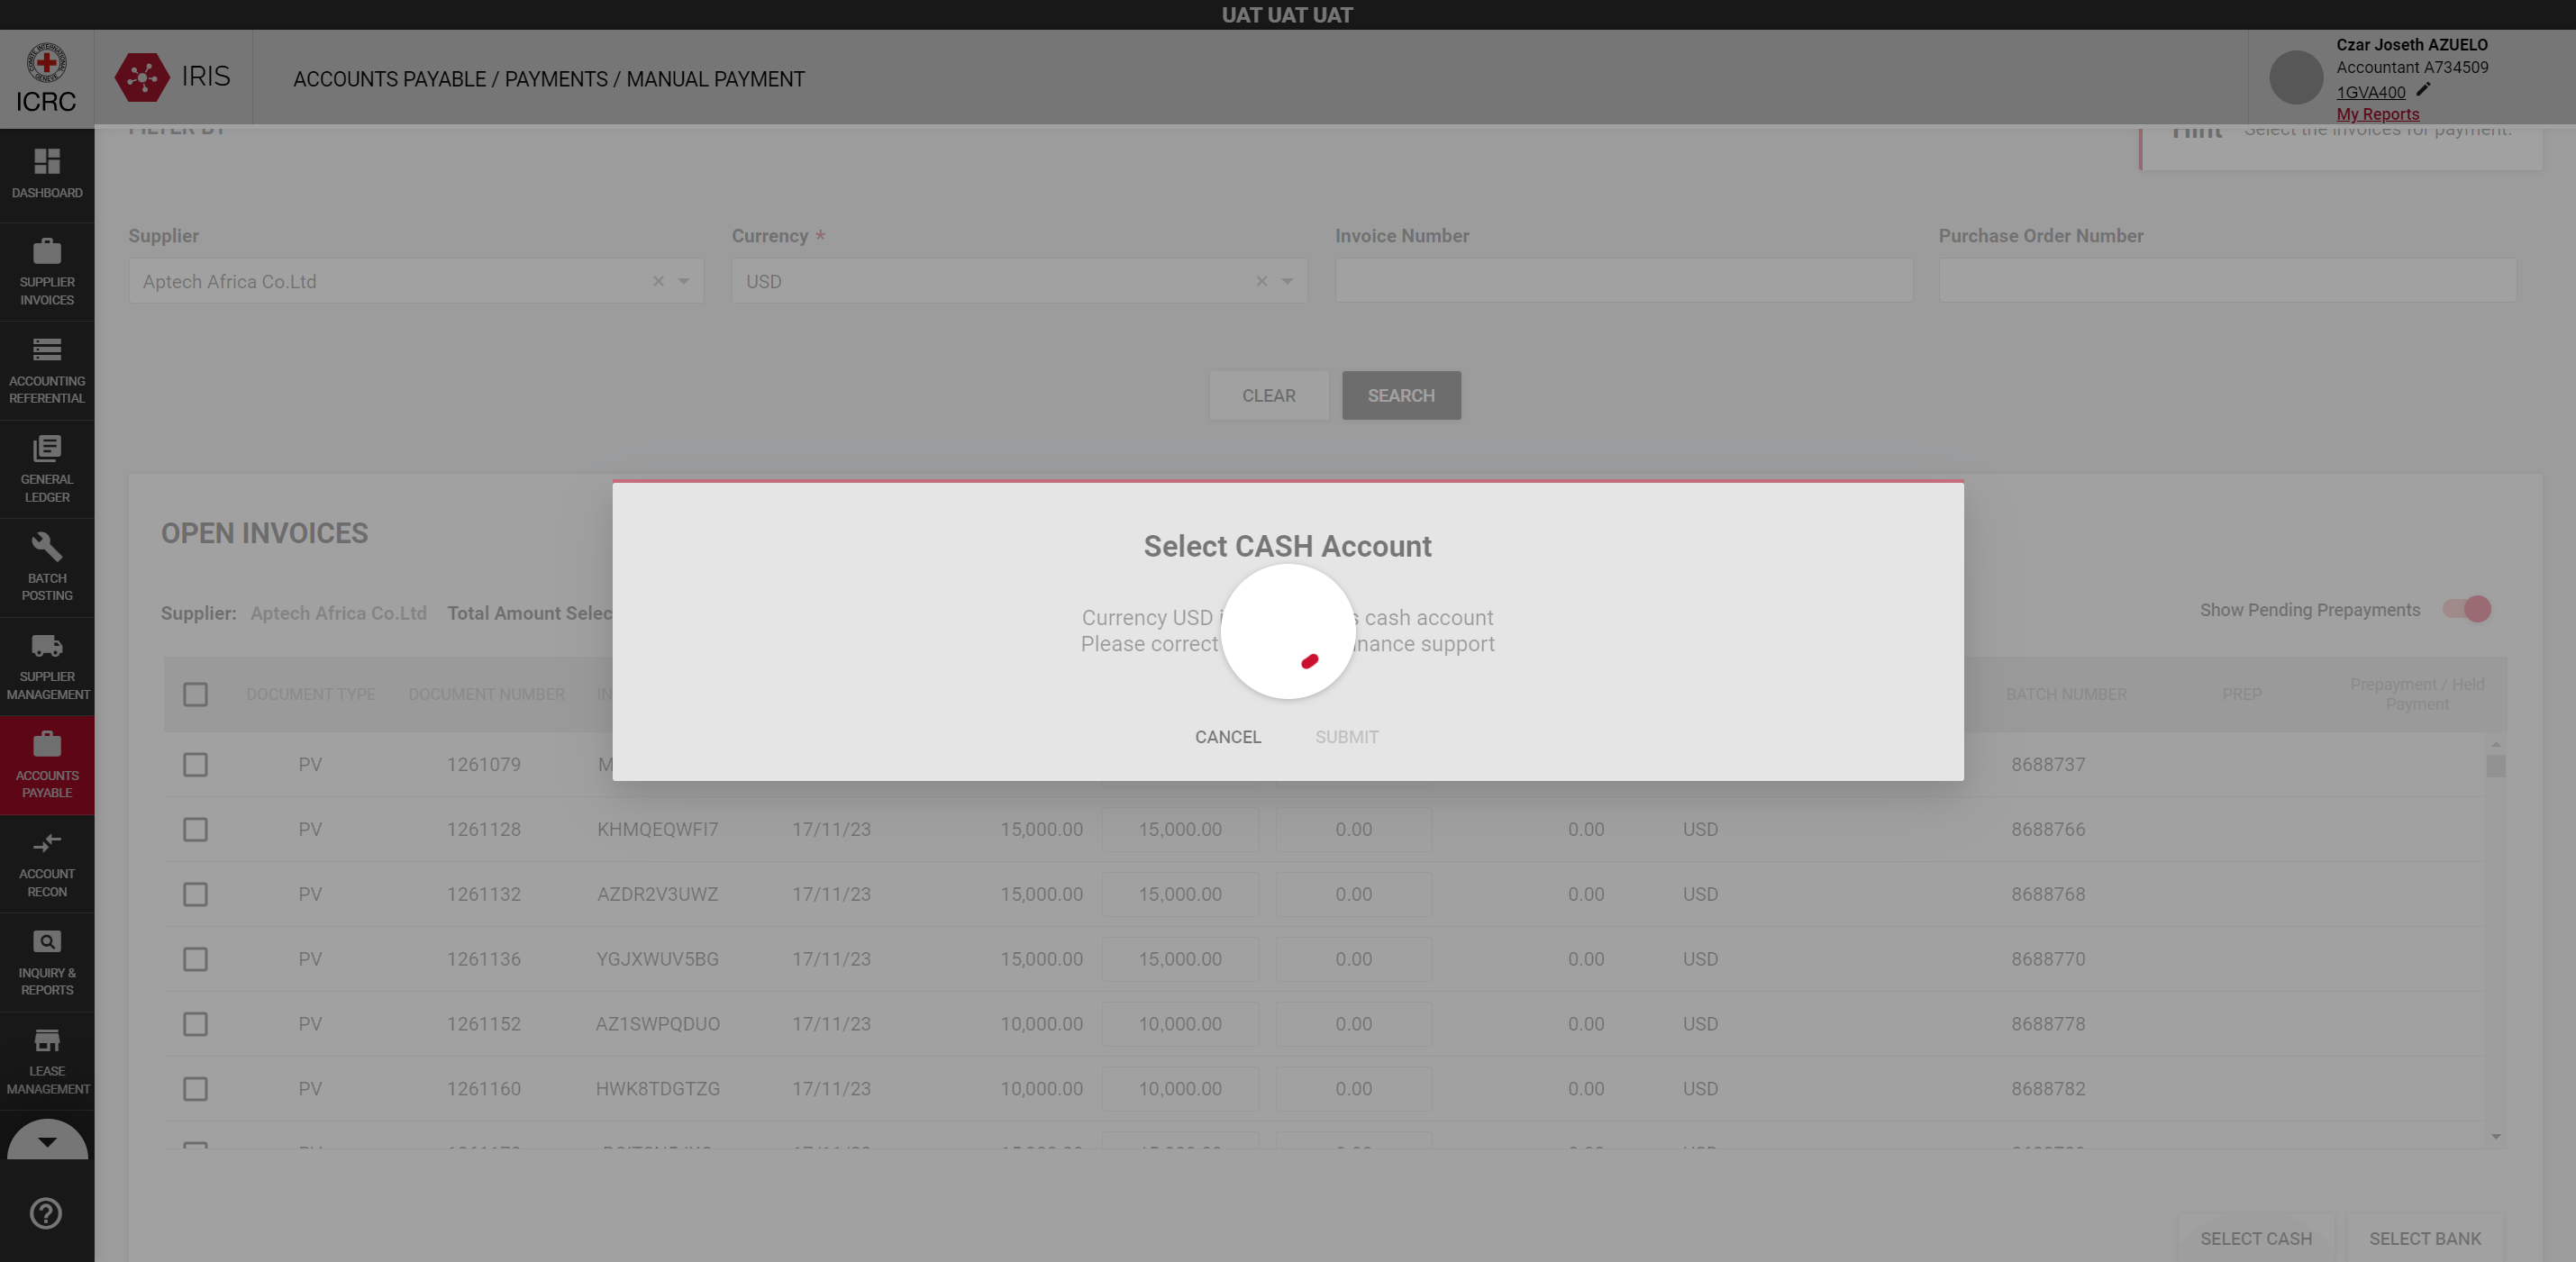 UAT UAT UAT
ICRC
IRIS
ACCOUNTS PAYABLE / PAYMENTS / MANUAL PAYMENT
Czar Joseth AZUELO
Accountant A734509
1GVA400
My Reports
FILTER BY
Hint Select the invoices for payment.
DASHBOARD
SUPPLIER
INVOICES
ACCOUNTING
REFERENTIAL
GENERAL
LEDGER
BATCH
POSTING
SUPPLIER
MANAGEMENT
ACCOUNTS
PAYABLE
ACCOUNT
RECON
INQUIRY &
REPORTS
LEASE
MANAGEMENT
Supplier Currency * Invoice Number Purchase Order Number
Aptech Africa Co.Ltd USD
CLEAR SEARCH
OPEN INVOICES
Supplier: Aptech Africa Co.Ltd Total Amount Selec
Show Pending Prepayments
Select CASH Account
Currency USD cash account
Please correct support
CANCEL SUBMIT
DOCUMENT TYPE DOCUMENT NUMBER BATCH NUMBER PREP Prepayment / Held
Payment
PV 1261079 M 8688737
PV 1261128 KHMQEQWFI7 17/11/23 15,000.00 15,000.00 0.00 0.00 USD 8688766
PV 1261132 AZDR2V3UWZ 17/11/23 15,000.00 15,000.00 0.00 0.00 USD 8688768
PV 1261136 YGJXWUV5BG 17/11/23 15,000.00 15,000.00 0.00 0.00 USD 8688770
PV 1261152 AZ1SWPQDUO 17/11/23 10,000.00 10,000.00 0.00 0.00 USD 8688778
PV 1261160 HWK8TDGTZG 17/11/23 10,000.00 10,000.00 0.00 0.00 USD 8688782
SELECT CASH SELECT BANK